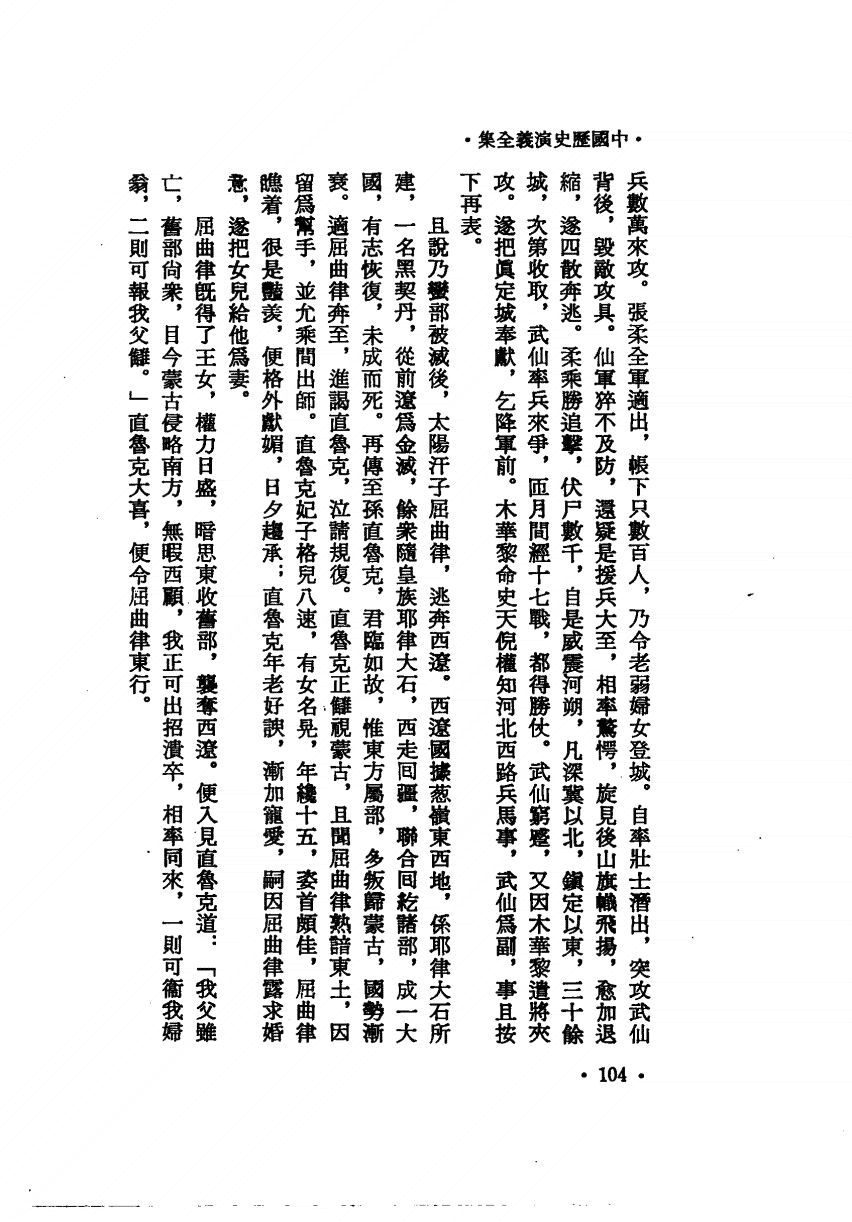 •中國歷史演義全集•
兵數萬來攻。張柔全軍適出，帳下只數百人，乃令老弱婦女登城。自率壯士潛出，突攻武仙
背後，毀敵攻具。仙軍猝不及防，還疑是援兵大至，相率驚愕，旋見後山旗幟飛揚，愈加退
縮，遂四散奔逃。柔乘勝追擊，伏尸數千，自是威震河朔，凡深冀以北，鎭定以東，三十餘
城，次第收取，武仙率兵來爭，匝月間經十七戰，都得勝仗。武仙窮蹙，又因木華黎遣將夾
攻。遂把眞定城奉獻，乞降軍前。木華黎命史天倪權知河北西路兵馬事，武仙爲副，事且按
下再表。
且說乃蠻部被滅後，太陽汗子屈曲律，逃奔西遼。西遼國據葱嶺東西地，係耶律大石所
建，一名黑契丹，從前遼爲金滅，餘衆隨皇族耶律大石，西走回疆，聯合回紇諸部，成一大
國，有志恢復，未成而死。再傳至孫直魯克，君臨如故，惟東方屬部，多叛歸蒙古，國勢漸
衰。適屈曲律奔至，進謁直魯克，泣請規復。直魯克正讎視蒙古，且聞屈曲律熟諳東土，因
留爲幫手，並允乘間出師。直魯克妃子格兒八速，有女名晃，年纔十五，姿首頗佳，屈曲律
瞧着，很是豔羨，便格外獻媚，日夕趨承；直魯克年老好諛，漸加寵愛，嗣因屈曲律露求婚
意，遂把女兒給他爲妻。
屈曲律旣得了王女，權力日盛，暗思東收舊部，襲奪西遼。便入見直魯克道：「我父雖
亡，舊部尙衆，目今蒙古侵略南方，無暇西顧，我正可出招潰卒，相率同來，一則可衞我婦
翁，二則可報我父讎。」直魯克大喜，便令屈曲律東行。
• 104 •